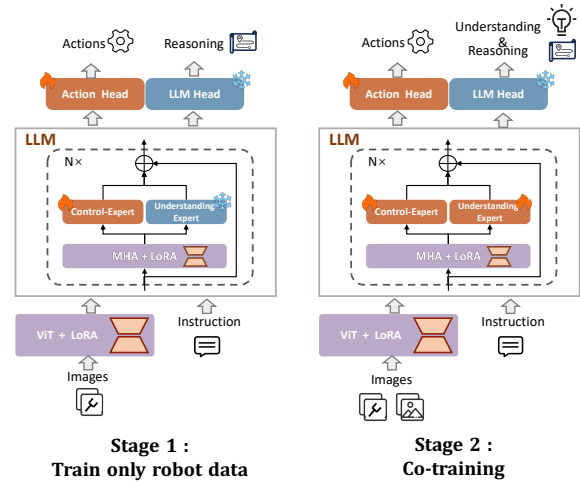 Actions
Reasoning
Action Head
LLM Head
LLM
N×
Control-Expert
Understanding
Expert
MHA + LoRA
ViT + LoRA
Instruction
Images
Stage 1 :
Train only robot data
Actions
Understanding
&
Reasoning
Action Head
LLM Head
LLM
N×
Control-Expert
Understanding
Expert
MHA + LoRA
ViT + LoRA
Instruction
Images
Stage 2 :
Co-training